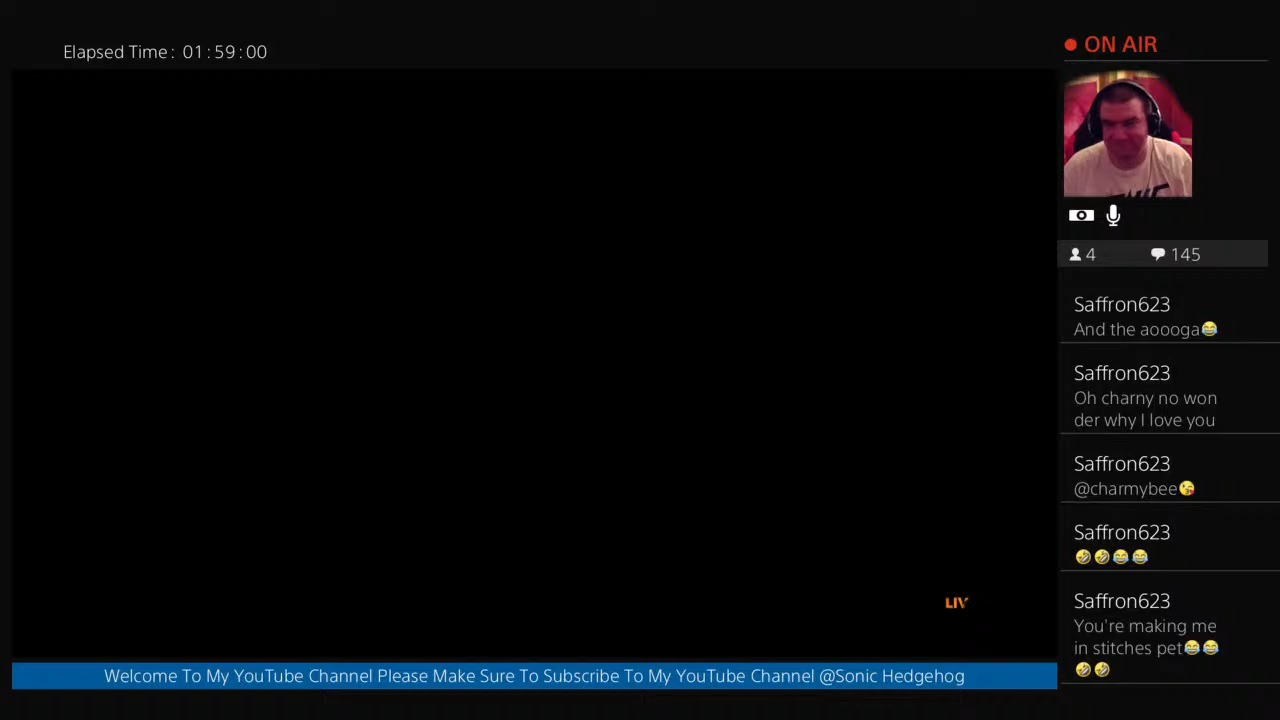 Elapsed Time: 01:59:00
ON AIR
4 145
Saffron623
And the aoooga😂
Saffron623
Oh charny no won
der why I love you
Saffron623
@charmybee😘
Saffron623
🤣🤣😂😂
Saffron623
You're making me
in stitches pet😂😂
🤣🤣
LIV
Welcome To My YouTube Channel Please Make Sure To Subscribe To My YouTube Channel @Sonic Hedgehog